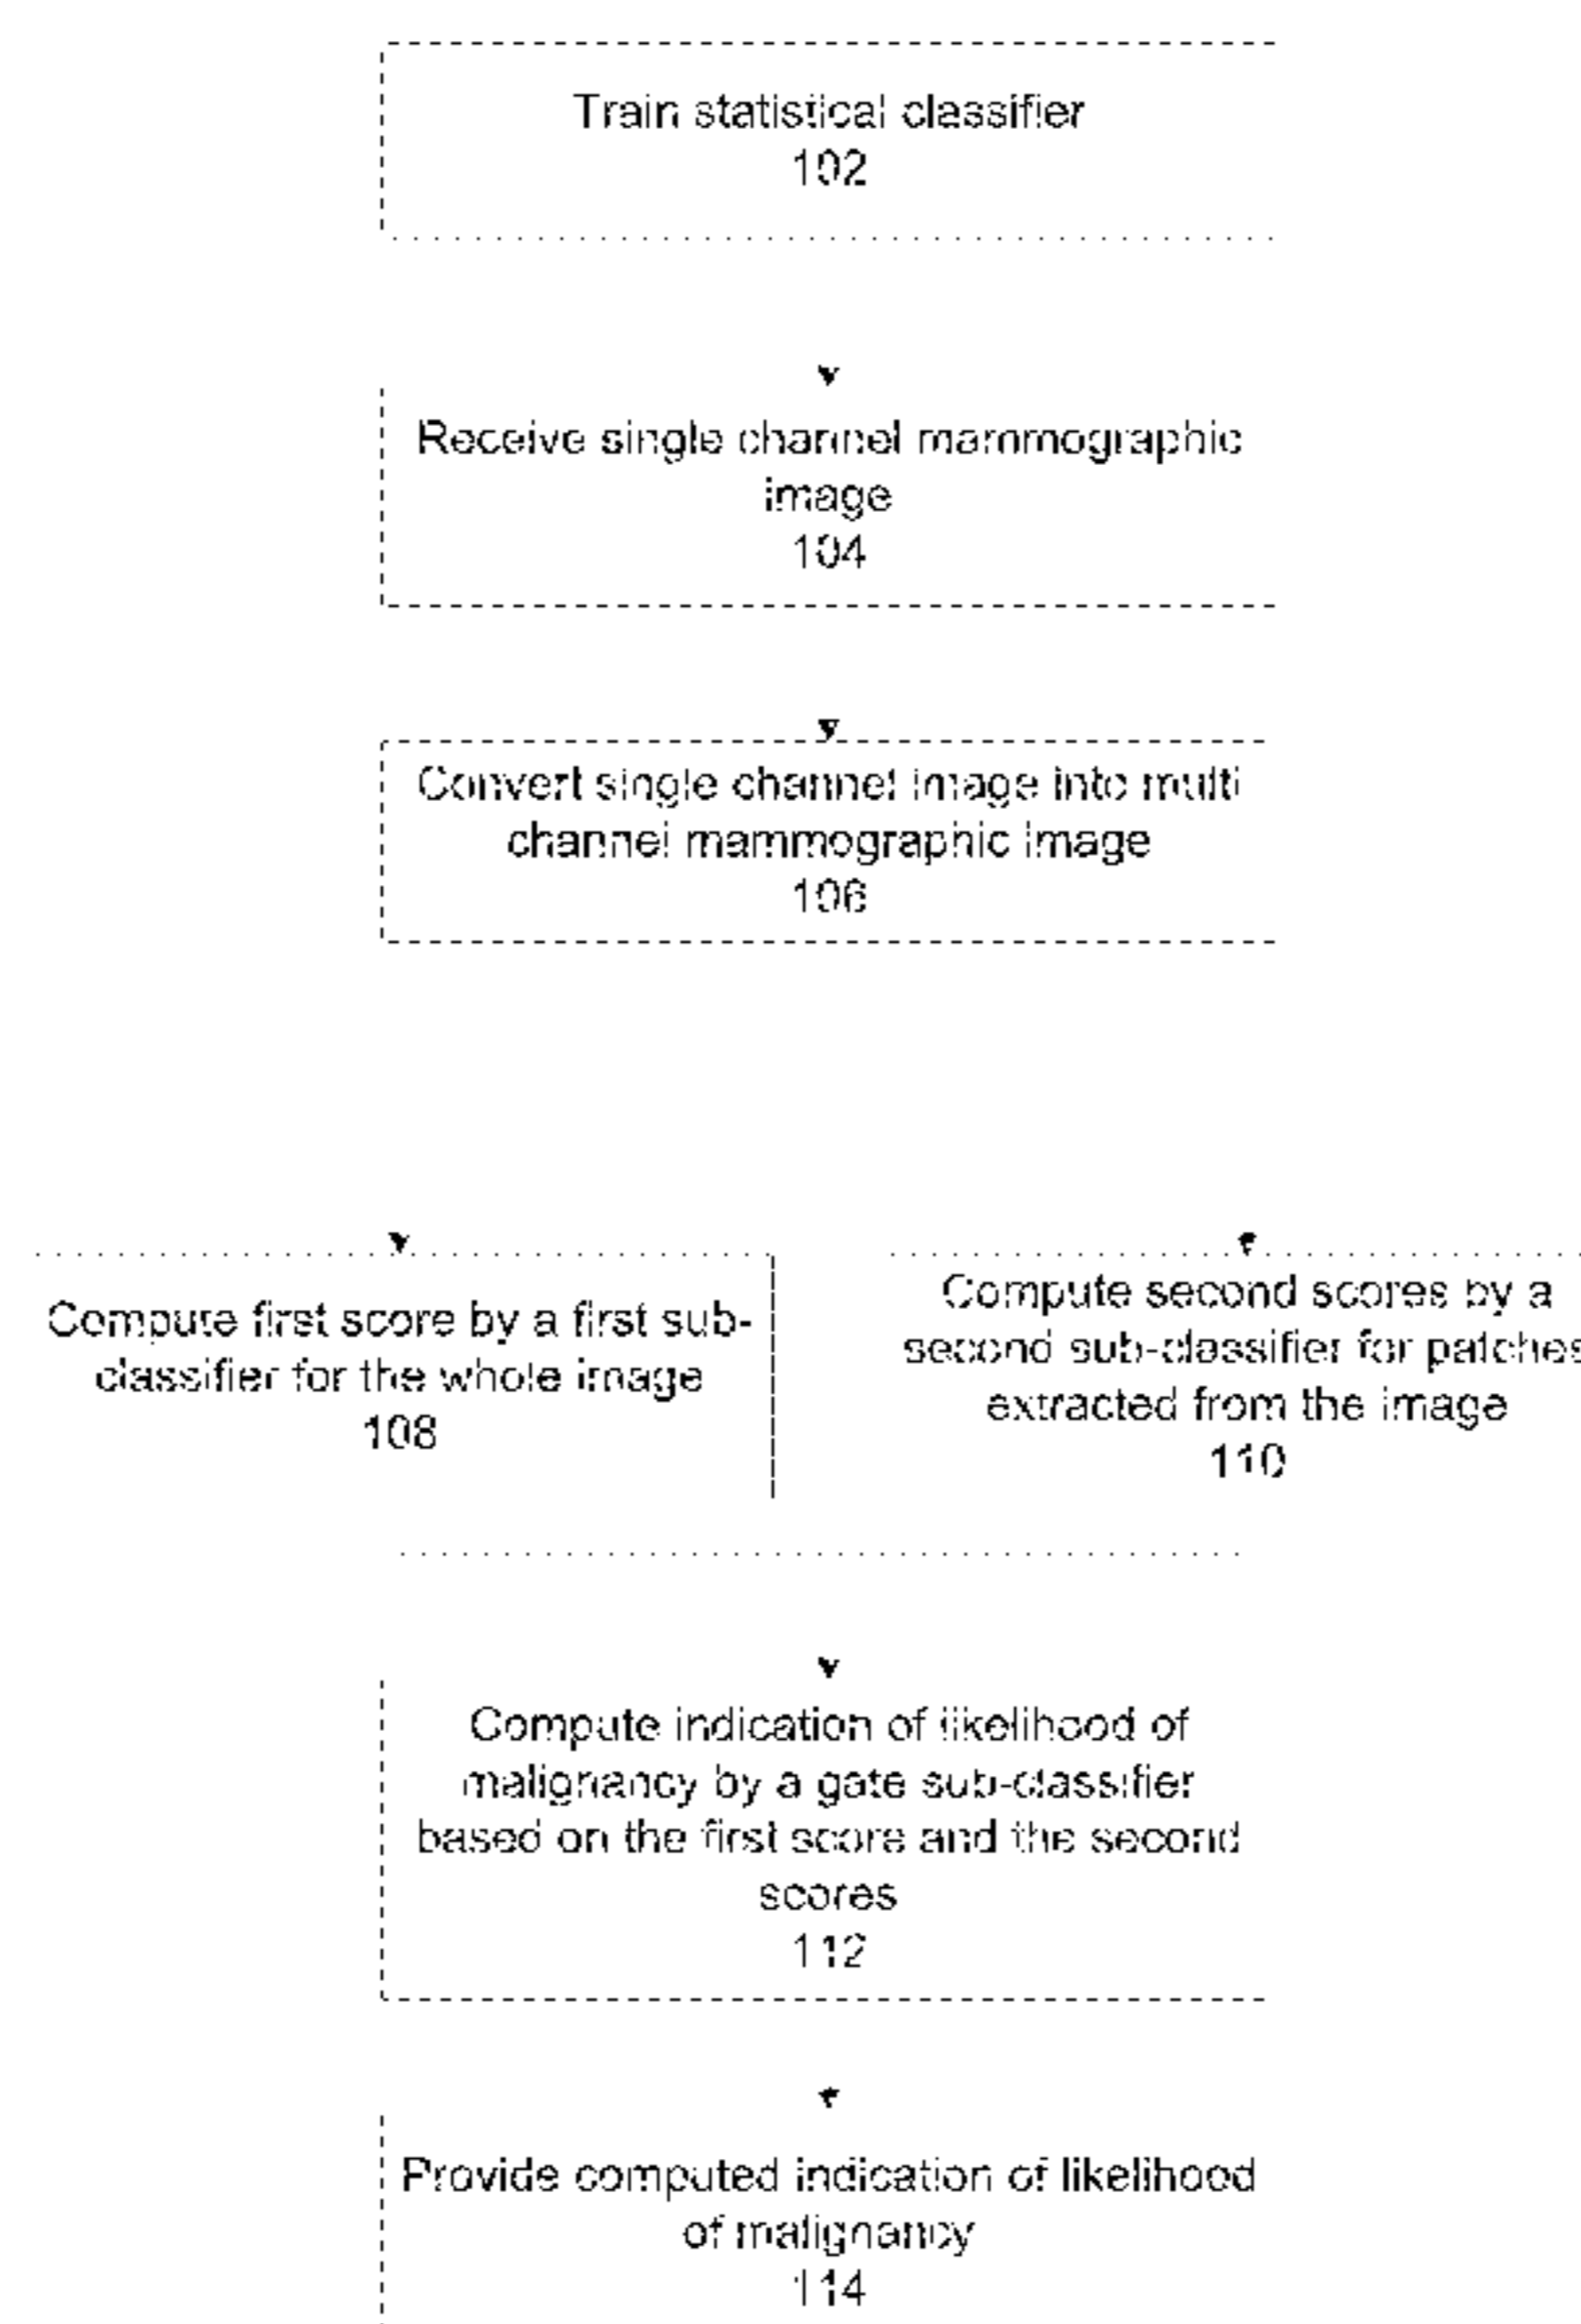 Train statistical classifier
102
Receive single channel mammographic
image
104
Convert single channel image into multi
channel mammographic image
106
Compute first score by a first sub-
classifier for the whole image
108
Compute second scores by a
second sub-classifier for patches
extracted from the image
110
Compute indication of likelihood of
malignancy by a gate sub-classifier
based on the first score and the second
scores
112
Provide computed indication of likelihood
of malignancy
114